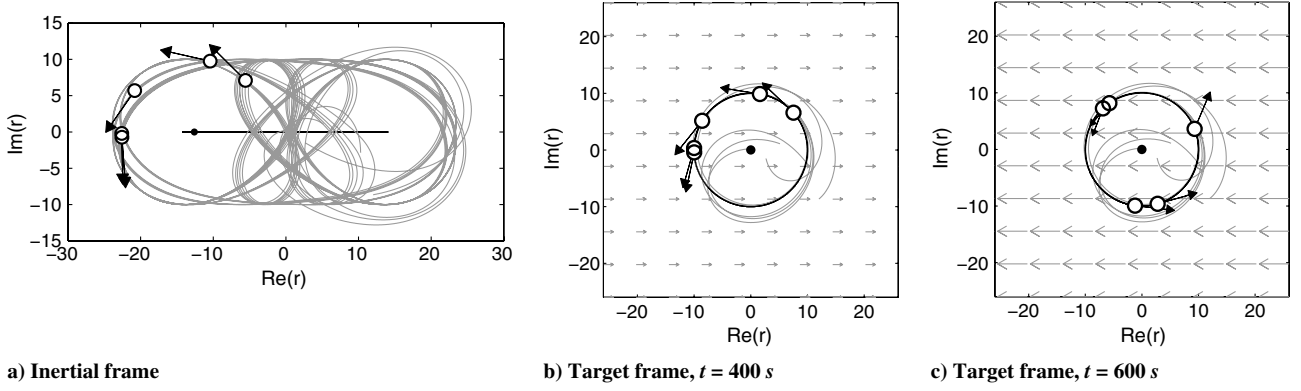 15
10
5
0
−5
−10
−15
−30 −20 −10 0 10 20 30
Im(r)
Re(r)
a) Inertial frame
20
10
0
−10
−20
−20 −10 0 10 20
Im(r)
Re(r)
b) Target frame, t = 400 s
20
10
0
−10
−20
−20 −10 0 10 20
Im(r)
Re(r)
c) Target frame, t = 600 s